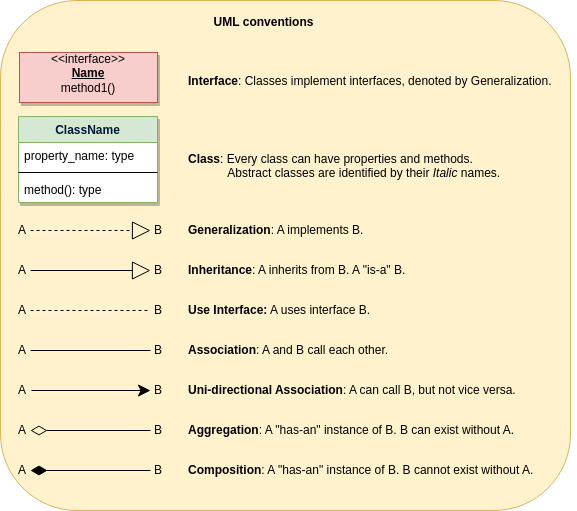 UML conventions
<<interface>>
Name
method1()
Interface: Classes implement interfaces, denoted by Generalization.
ClassName
property_name: type
method(): type
Class: Every class can have properties and methods.
Abstract classes are identified by their Italic names.
A B Generalization: A implements B.
A B Inheritance: A inherits from B. A "is-a" B.
A B Use Interface: A uses interface B.
A B Association: A and B call each other.
A B Uni-directional Association: A can call B, but not vice versa.
A B Aggregation: A "has-an" instance of B. B can exist without A.
A B Composition: A "has-an" instance of B. B cannot exist without A.